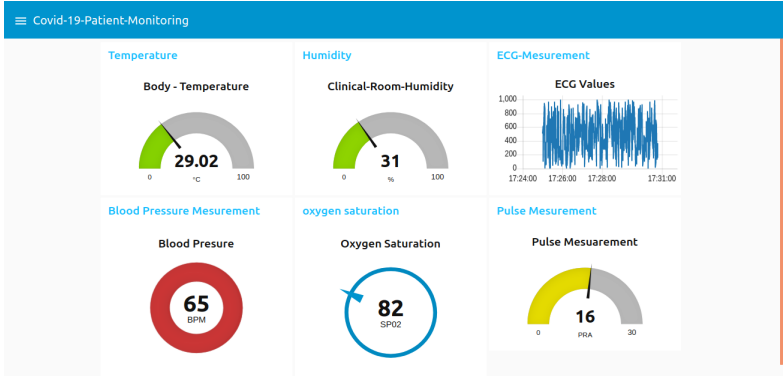 Covid-19-Patient-Monitoring
Temperature
Body - Temperature
29.02
0
°C
100
Humidity
Clinical-Room-Humidity
31
0
%
100
ECG-Mesurement
ECG Values
1,000
800
600
400
200
0
17:24:00 17:26:00 17:28:00 17:31:00
Blood Pressure Mesurement
Blood Presure
65
BPM
oxygen saturation
Oxygen Saturation
82
SP02
Pulse Mesurement
Pulse Mesuarement
16
0
PRA
30